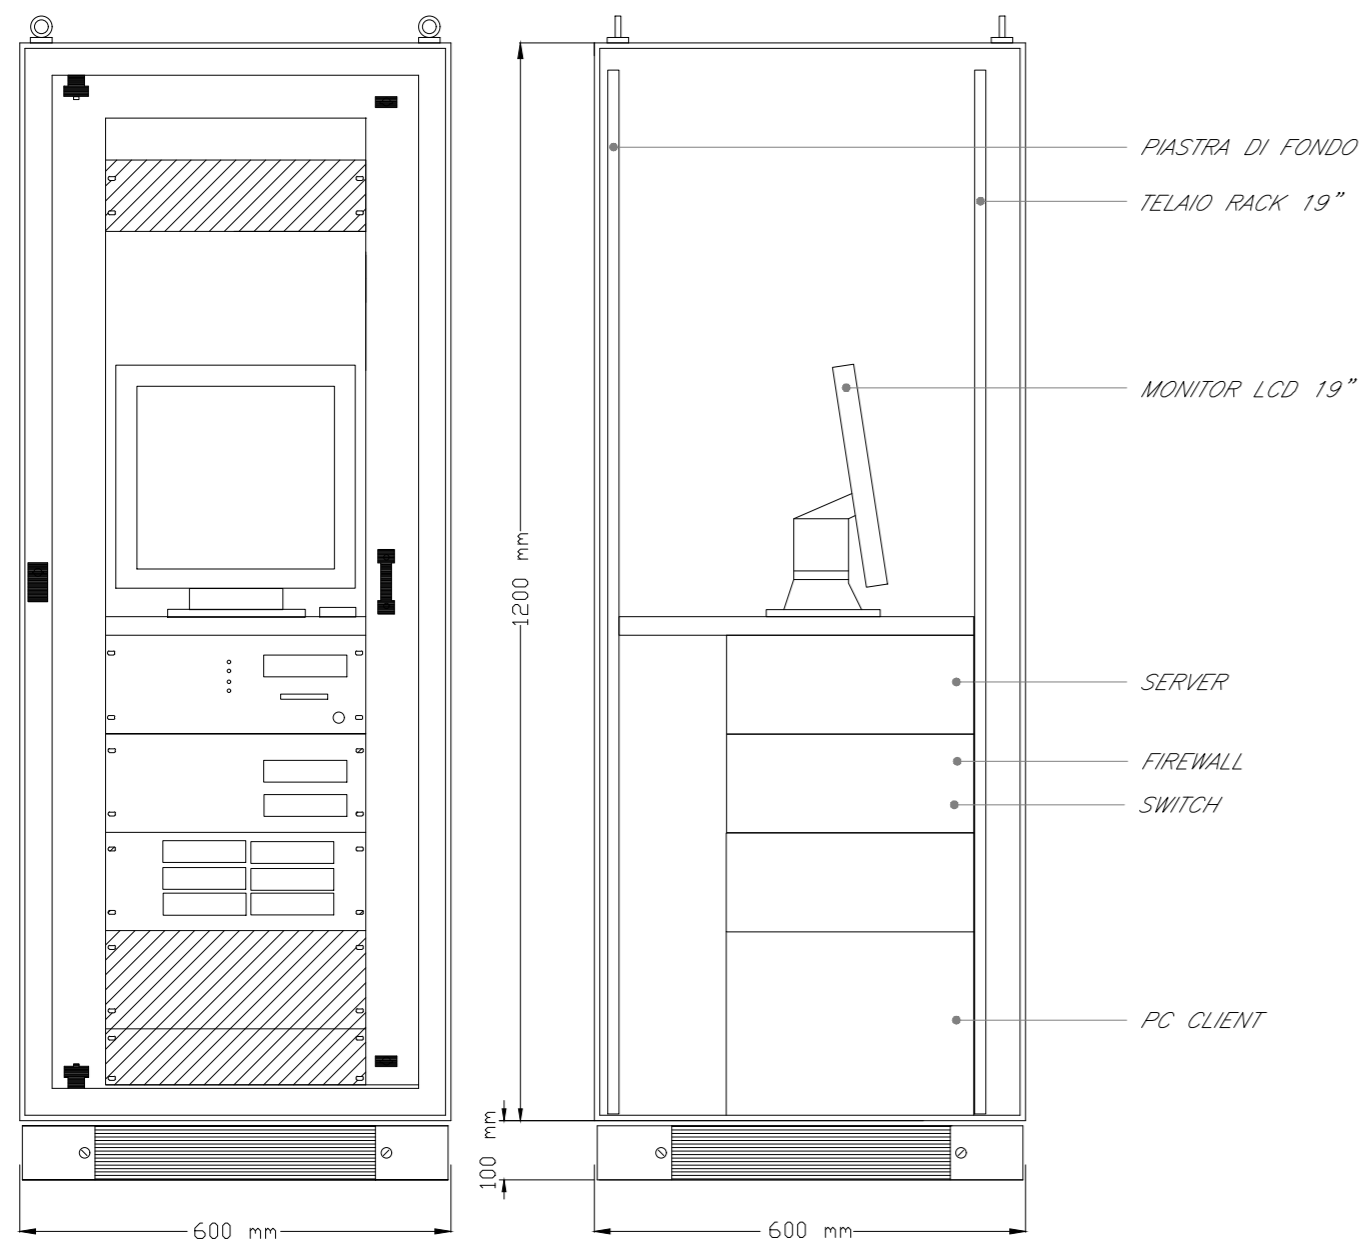 PIASTRA DI FONDO
TELAIO RACK 19"
MONITOR LCD 19"
1200 mm
SERVER
FIREWALL
SWITCH
PC CLIENT
100 mm
600 mm
600 mm